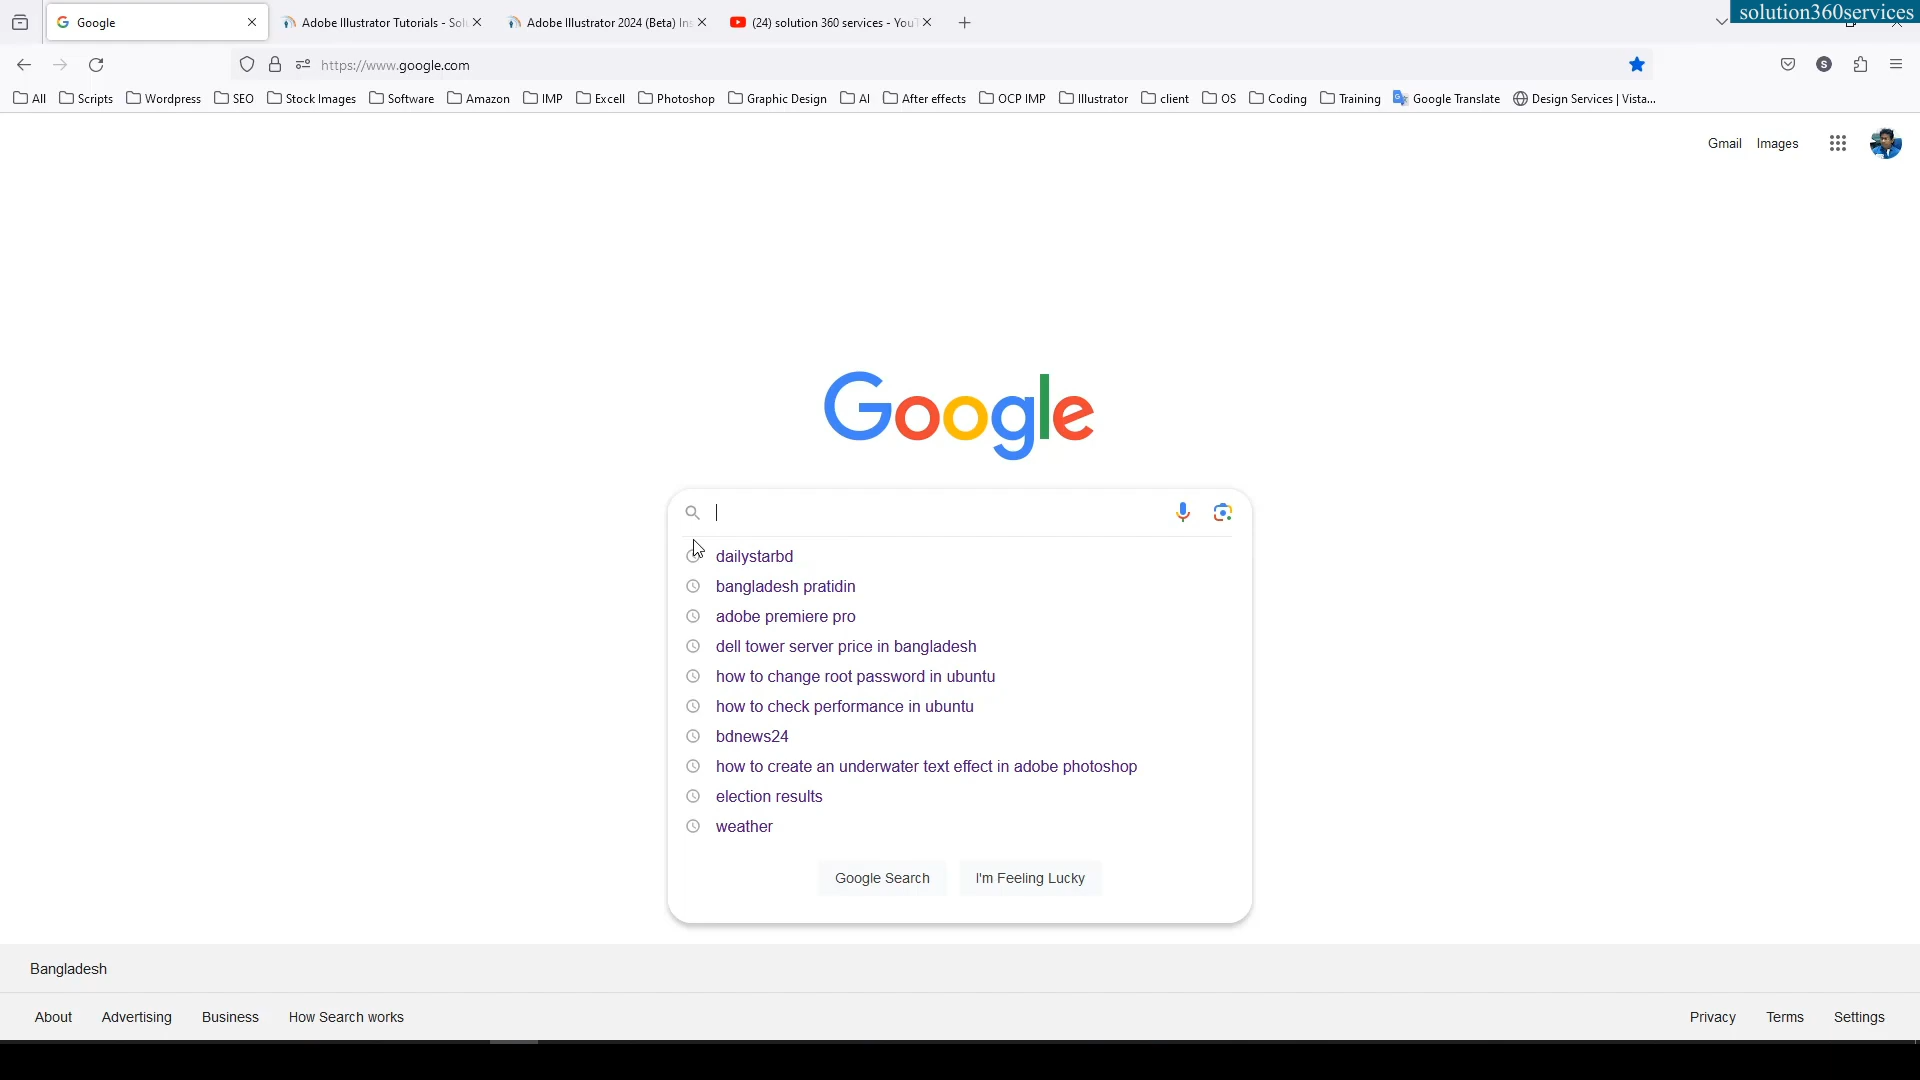 Google
Adobe Illustrator Tutorials - Sol
Adobe Illustrator 2024 (Beta) Ins
(24) solution 360 services - YouT
solution360services
https://www.google.com
S
All
Scripts
Wordpress
SEO
Stock Images
Software
Amazon
IMP
Excell
Photoshop
Graphic Design
AI
After effects
OCP IMP
Illustrator
client
OS
Coding
Training
Google Translate
Design Services | Vista...
Gmail
Images
Google
dailystarbd
bangladesh pratidin
adobe premiere pro
dell tower server price in bangladesh
how to change root password in ubuntu
how to check performance in ubuntu
bdnews24
how to create an underwater text effect in adobe photoshop
election results
weather
Google Search
I'm Feeling Lucky
Bangladesh
About
Advertising
Business
How Search works
Privacy
Terms
Settings